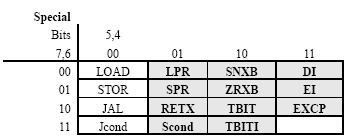 Special
Bits 5,4
7,6 00 01 10 11
00 LOAD LPR SNXB DI
01 STOR SPR ZRXB EI
10 JAL RETX TBIT EXCP
11 Jcond Scond TBITI